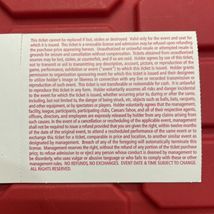 This ticket cannot be replaced if lost, stolen or destroyed. Valid only for the event and seat for
which it is issued. This ticket is a revocable license and admission may be refused upon refunding
the purchase price appearing hereon. Unauthorized or unlawful resale or attempted resale is
grounds for seizure and cancellation without compensation. Tickets obtained from unauthorized
sources may be lost, stolen, or counterfeit, and if so are void. Holder agrees by use of this ticket,
not to transmit or aid in transmitting any description, account, picture, or reproduction of the
game, performance, exhibition or event ("event") to which this ticket is issued. Holder grants
permission to organization sponsoring event for which this ticket is issued and their designees
to utilize holder's image or likeness in connection with any live or recorded transmission or
reproduction of such event. This ticket is not transferable or redeemable for cash. It is unlawful
to reproduce this ticket in any form. Holder voluntarily assumes all risks and danger incidental
to the event for which the ticket is issued, whether occurring prior to, during or after the same
including, but not limited to, the danger of being struck, etc, objects such as balls, bats, racquets,
and other equipment, or by spectators or players. Holder voluntarily agrees that the management,
facility, league, participants, participating clubs, Caesars Tahoe, and all of their respective agents,
officers, directors, and employees are expressly released by holder from any claims arising from
such causes. In the event of a cancellation or rescheduling of the applicable event, management
shall not be required to issue a refund provided that you are given the right, within twelve months
of the date of the original event, to attend a rescheduled performance of the same event or to
exchange this ticket for a ticket, comparable in price and location, to another similar event as
designated by management. Breach of any of the foregoing will automatically terminate this
license. Management reserves the right, without the refund of any portion of the ticket purchase
price, to refuse admission to or eject any person whose conduct is deemed by management to
be disorderly, who uses vulgar or abusive language or who fails to comply with these or other
management rules. NO REFUNDS, NO EXCHANGES. EVENT DATE & TIME SUBJECT TO CHANGE.
ALL RIGHTS RESERVED.